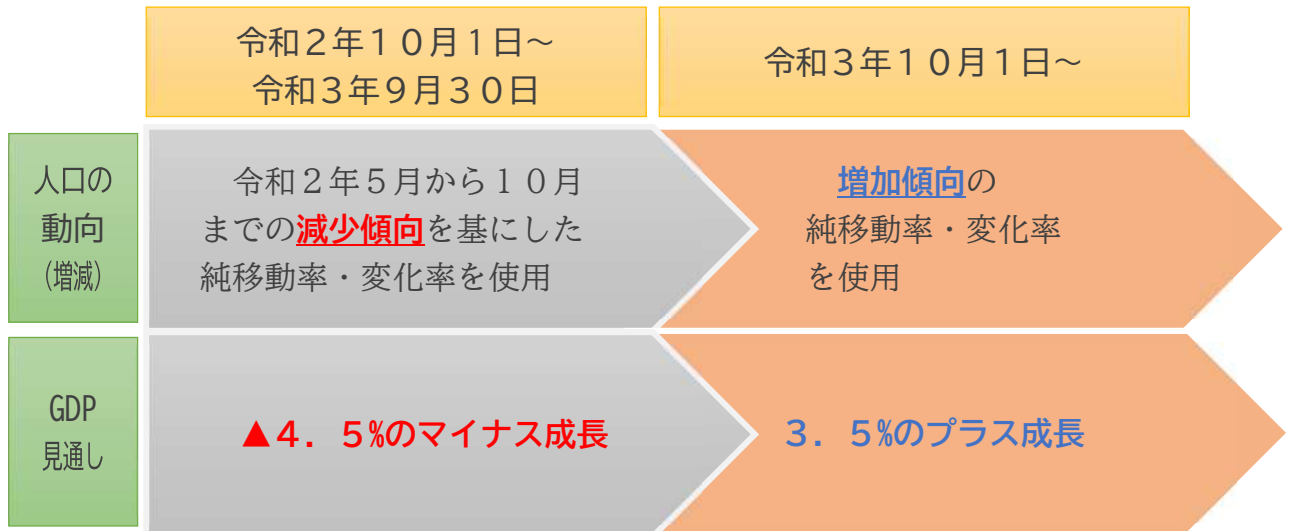 令和２年１０月１日～
令和３年９月３０日
令和３年１０月１日～
人口の
動向
（増減）
令和２年５月から１０月
までの減少傾向を基にした
純移動率・変化率を使用
増加傾向の
純移動率・変化率
を使用
GDP
見通し
▲４．５％のマイナス成長
３．５％のプラス成長